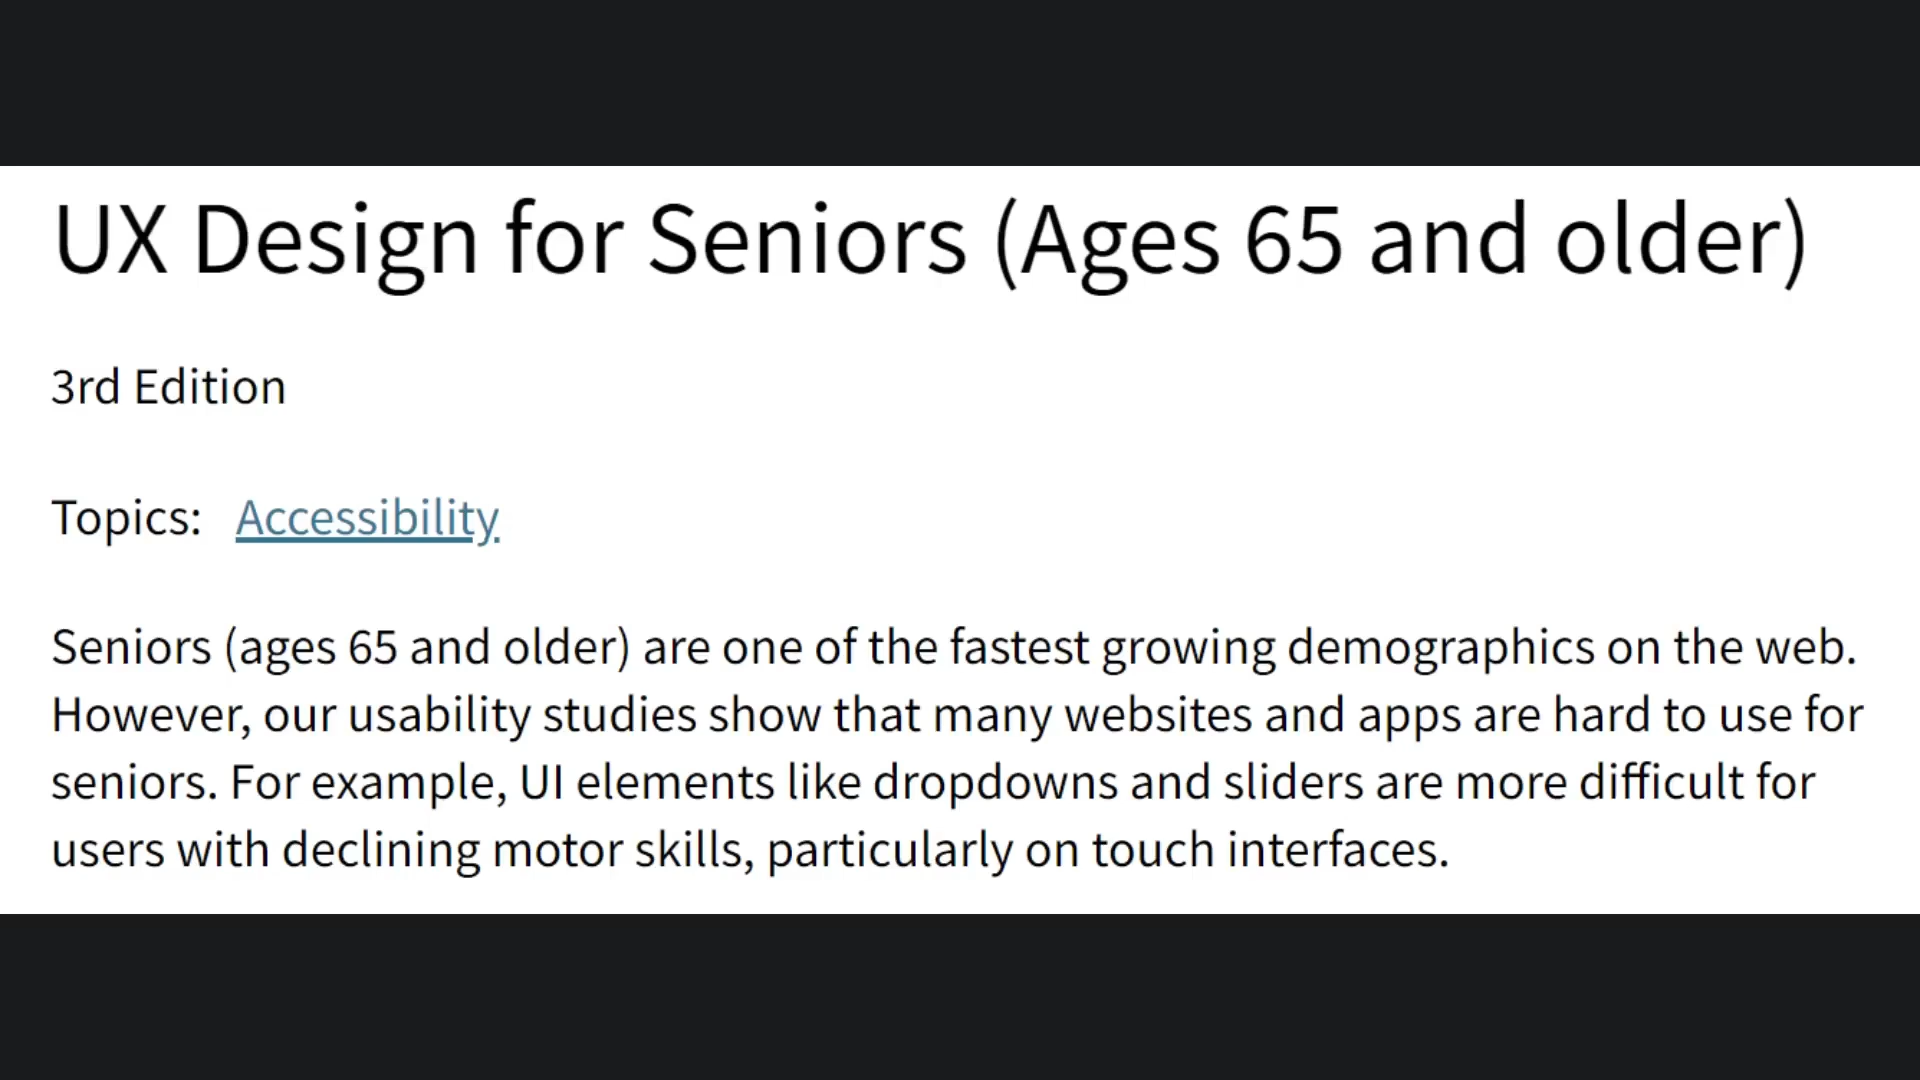 UX Design for Seniors (Ages 65 and older)
3rd Edition
Topics: Accessibility
Seniors (ages 65 and older) are one of the fastest growing demographics on the web.
However, our usability studies show that many websites and apps are hard to use for
seniors. For example, UI elements like dropdowns and sliders are more difficult for
users with declining motor skills, particularly on touch interfaces.